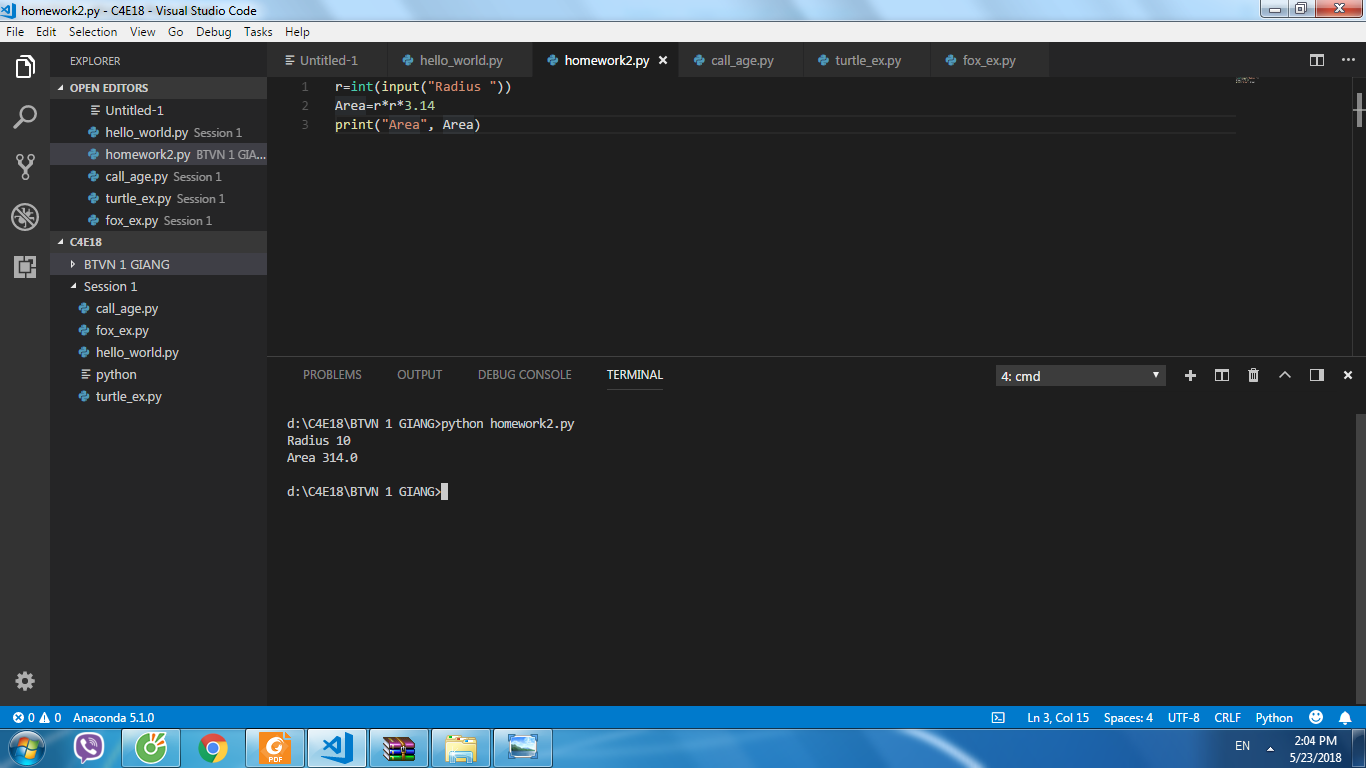 homework2.py - C4E18 - Visual Studio Code
File Edit Selection View Go Debug Tasks Help
EXPLORER
OPEN EDITORS
Untitled-1
hello_world.py Session 1
homework2.py BTVN 1 GIA...
call_age.py Session 1
turtle_ex.py Session 1
fox_ex.py Session 1
C4E18
BTVN 1 GIANG
Session 1
call_age.py
fox_ex.py
hello_world.py
python
turtle_ex.py
Untitled-1 hello_world.py homework2.py call_age.py turtle_ex.py fox_ex.py
1 r=int(input("Radius "))
2 Area=r*r*3.14
3 print("Area", Area)
PROBLEMS OUTPUT DEBUG CONSOLE TERMINAL 4: cmd
d:\C4E18\BTVN 1 GIANG>python homework2.py
Radius 10
Area 314.0
d:\C4E18\BTVN 1 GIANG>
0 0 Anaconda 5.1.0 Ln 3, Col 15 Spaces: 4 UTF-8 CRLF Python
PDF
EN 2:04 PM
5/23/2018